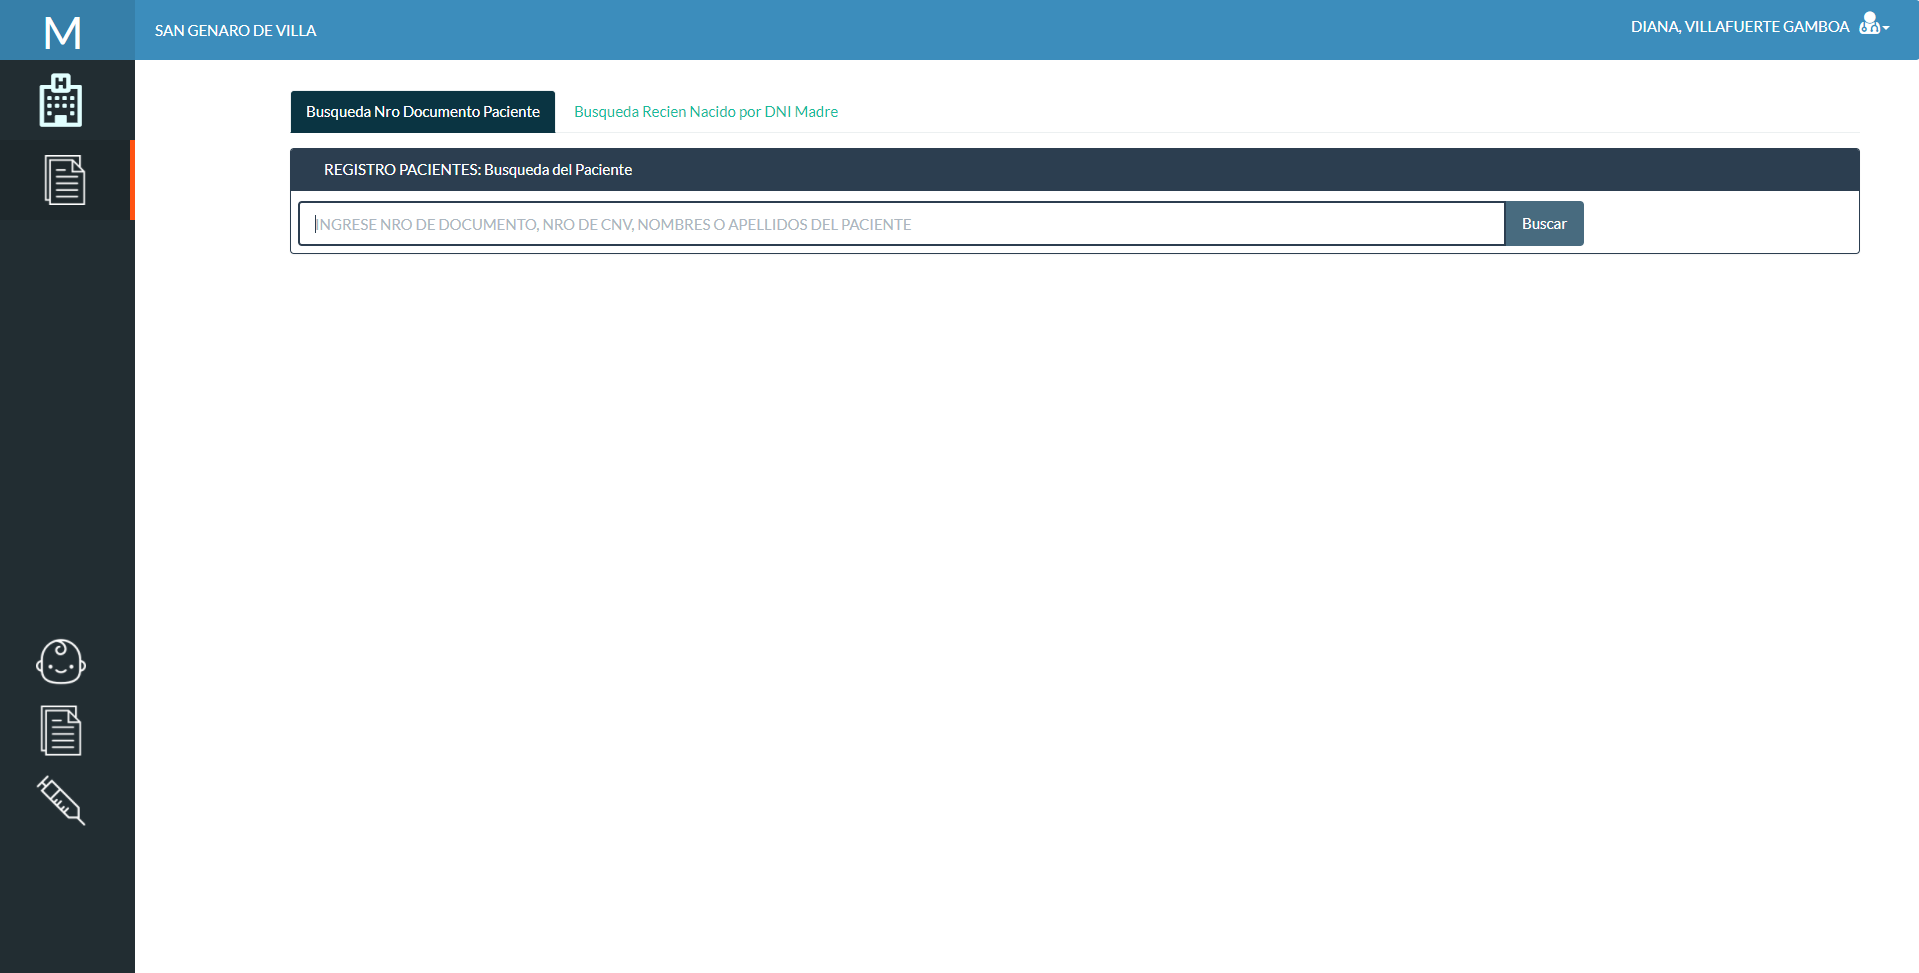 M
SAN GENARO DE VILLA
DIANA, VILLAFUERTE GAMBOA
H
Busqueda Nro Documento Paciente
Busqueda Recien Nacido por DNI Madre
REGISTRO PACIENTES: Busqueda del Paciente
INGRESE NRO DE DOCUMENTO, NRO DE CNV, NOMBRES O APELLIDOS DEL PACIENTE
Buscar